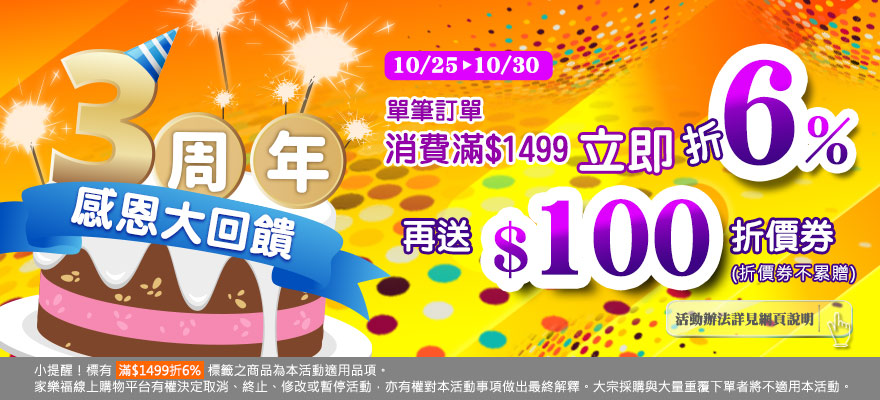 3周年
感恩大回饋
10/25▶10/30
單筆訂單
消費滿$1499 立即折6%
再送 $100 折價券
(折價券不累贈)
活動辦法詳見網頁說明
小提醒！標有 滿$1499折6% 標籤之商品為本活動適用品項。
家樂福線上購物平台有權決定取消、終止、修改或暫停活動，亦有權對本活動事項做出最終解釋。大宗採購與大量重覆下單者將不適用本活動。